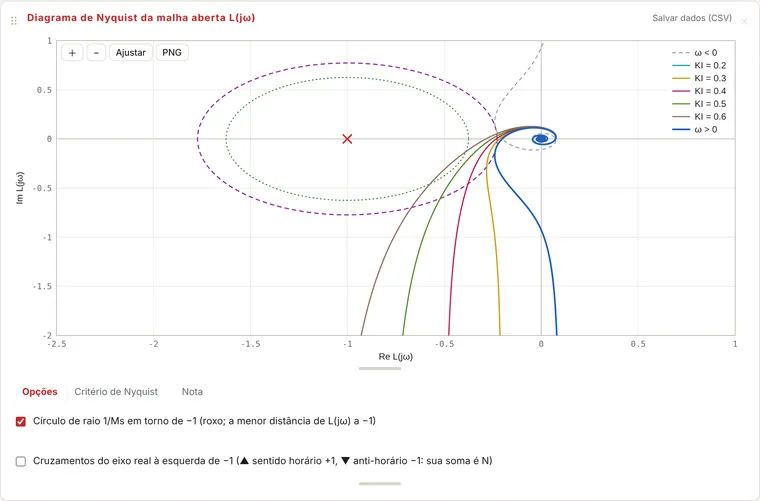 Diagrama de Nyquist da malha aberta L(jω)
Salvar dados (CSV)
×
+
-
Ajustar
PNG
ω < 0
KI = 0.2
KI = 0.3
KI = 0.4
KI = 0.5
KI = 0.6
ω > 0
1
0.5
0
-0.5
-1
-1.5
-2
Im L(jω)
-2.5
-2
-1.5
-1
-0.5
0
0.5
1
Re L(jω)
Opções
Critério de Nyquist
Nota
Círculo de raio 1/Ms em torno de −1 (roxo; a menor distância de L(jω) a −1)
Cruzamentos do eixo real à esquerda de −1 (▲ sentido horário +1, ▼ anti-horário −1: sua soma é N)